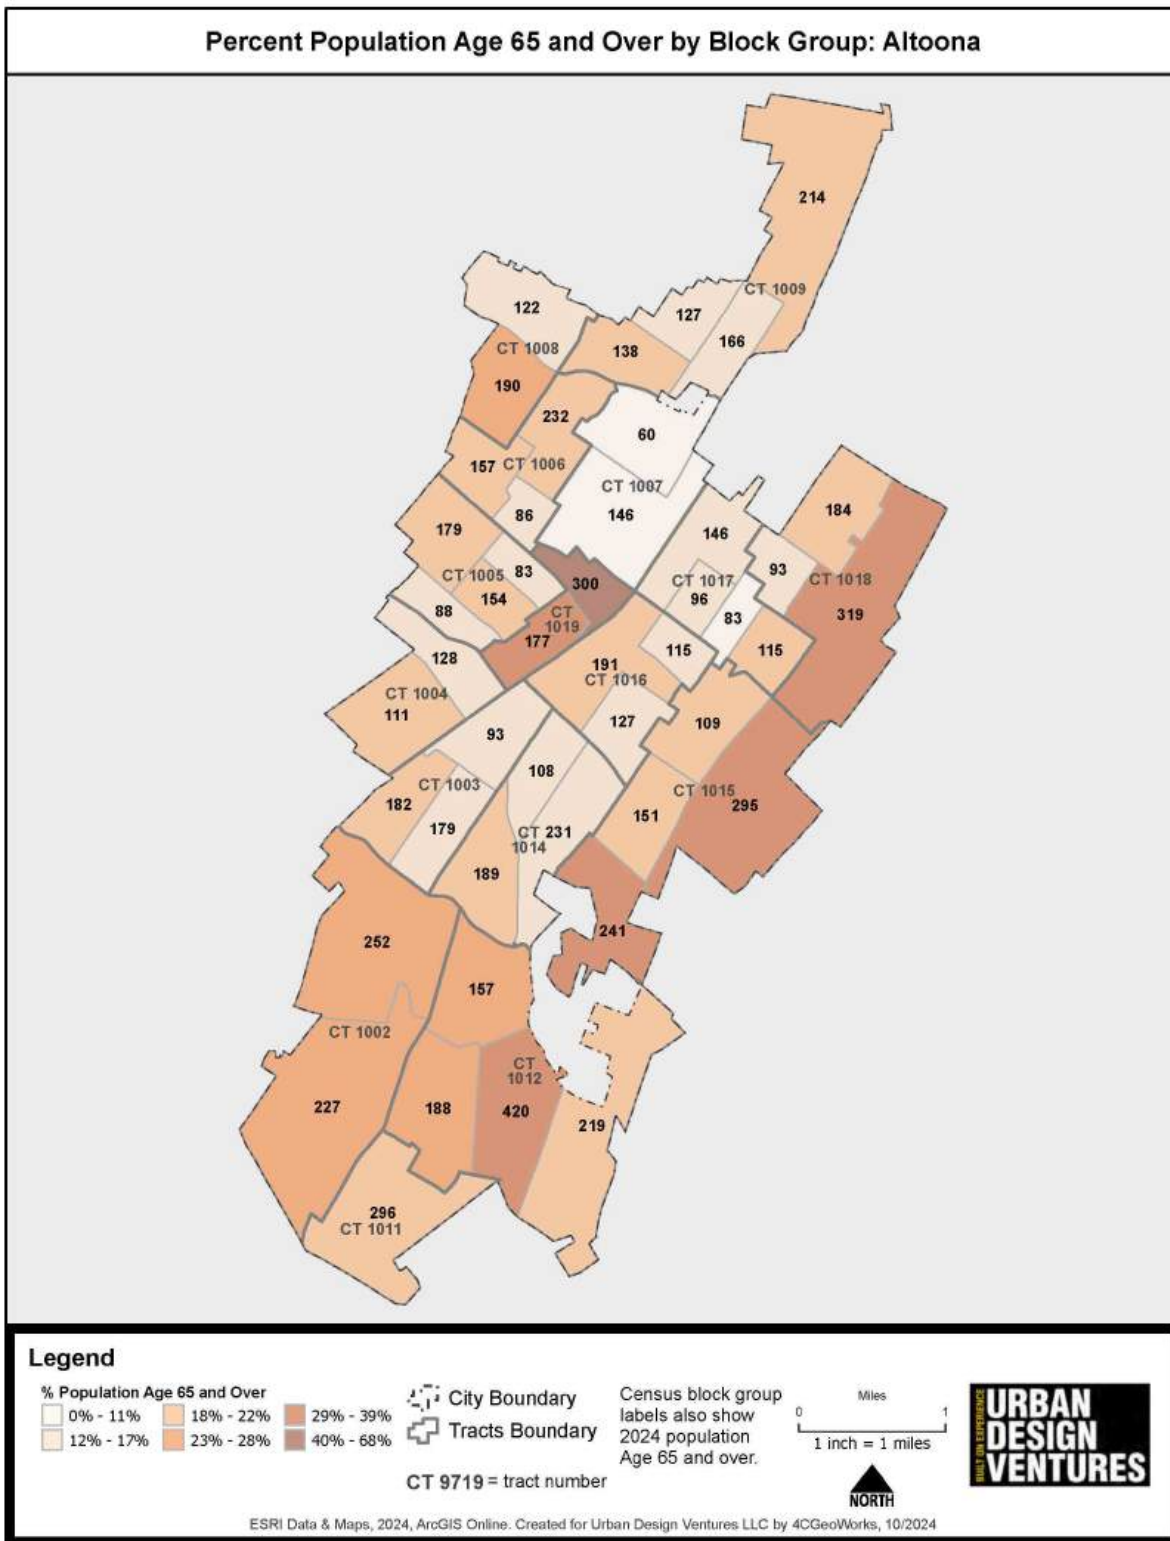 Percent Population Age 65 and Over by Block Group: Altoona
214
CT 1009
122
127
166
CT 1008
138
190
232
60
157 CT 1006
CT 1007
86
146
184
179
146
93
CT 1018
83
CT 1005
300
CT 1017
154
96
319
88
CT
1019
83
177
115
115
128
191
CT 1016
CT 1004
111
127
109
93
108
CT 1003
CT 1015
182
295
179
151
CT 231
1014
189
241
252
157
CT 1002
CT
1012
227
188
420
219
296
CT 1011
Legend
% Population Age 65 and Over
0% - 11%
18% - 22%
29% - 39%
12% - 17%
23% - 28%
40% - 68%
City Boundary
Tracts Boundary
CT 9719 = tract number
Census block group
labels also show
2024 population
Age 65 and over.
Miles
0 1
1 inch = 1 miles
NORTH
BUILT ON EXPERIENCE
URBAN
DESIGN
VENTURES
ESRI Data & Maps, 2024, ArcGIS Online. Created for Urban Design Ventures LLC by 4CGeoWorks, 10/2024